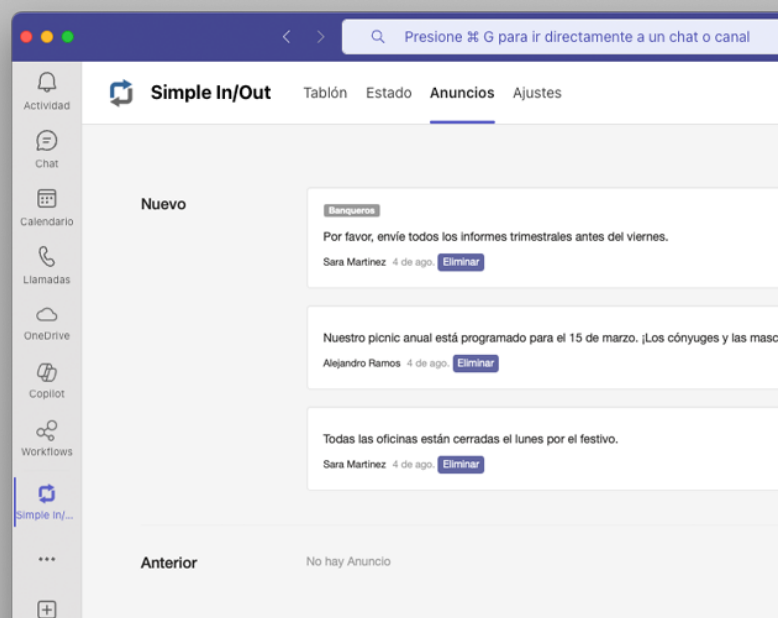 Presione ⌘ G para ir directamente a un chat o canal
Actividad
Chat
Calendario
Llamadas
OneDrive
Copilot
Workflows
Simple In/...
Simple In/Out
Tablón Estado Anuncios Ajustes
Nuevo
Banqueros
Por favor, envíe todos los informes trimestrales antes del viernes.
Sara Martinez 4 de ago. Eliminar
Nuestro picnic anual está programado para el 15 de marzo. ¡Los cónyuges y las masc
Alejandro Ramos 4 de ago. Eliminar
Todas las oficinas están cerradas el lunes por el festivo.
Sara Martinez 4 de ago. Eliminar
Anterior
No hay Anuncio